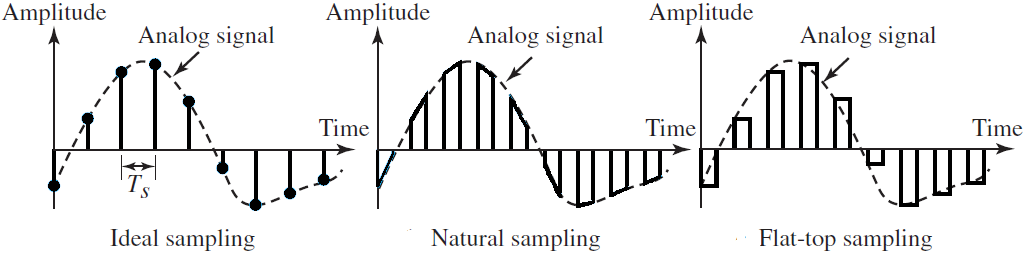 Amplitude
Analog signal
Time
T_S
Ideal sampling
Amplitude
Analog signal
Time
Natural sampling
Amplitude
Analog signal
Time
Flat-top sampling